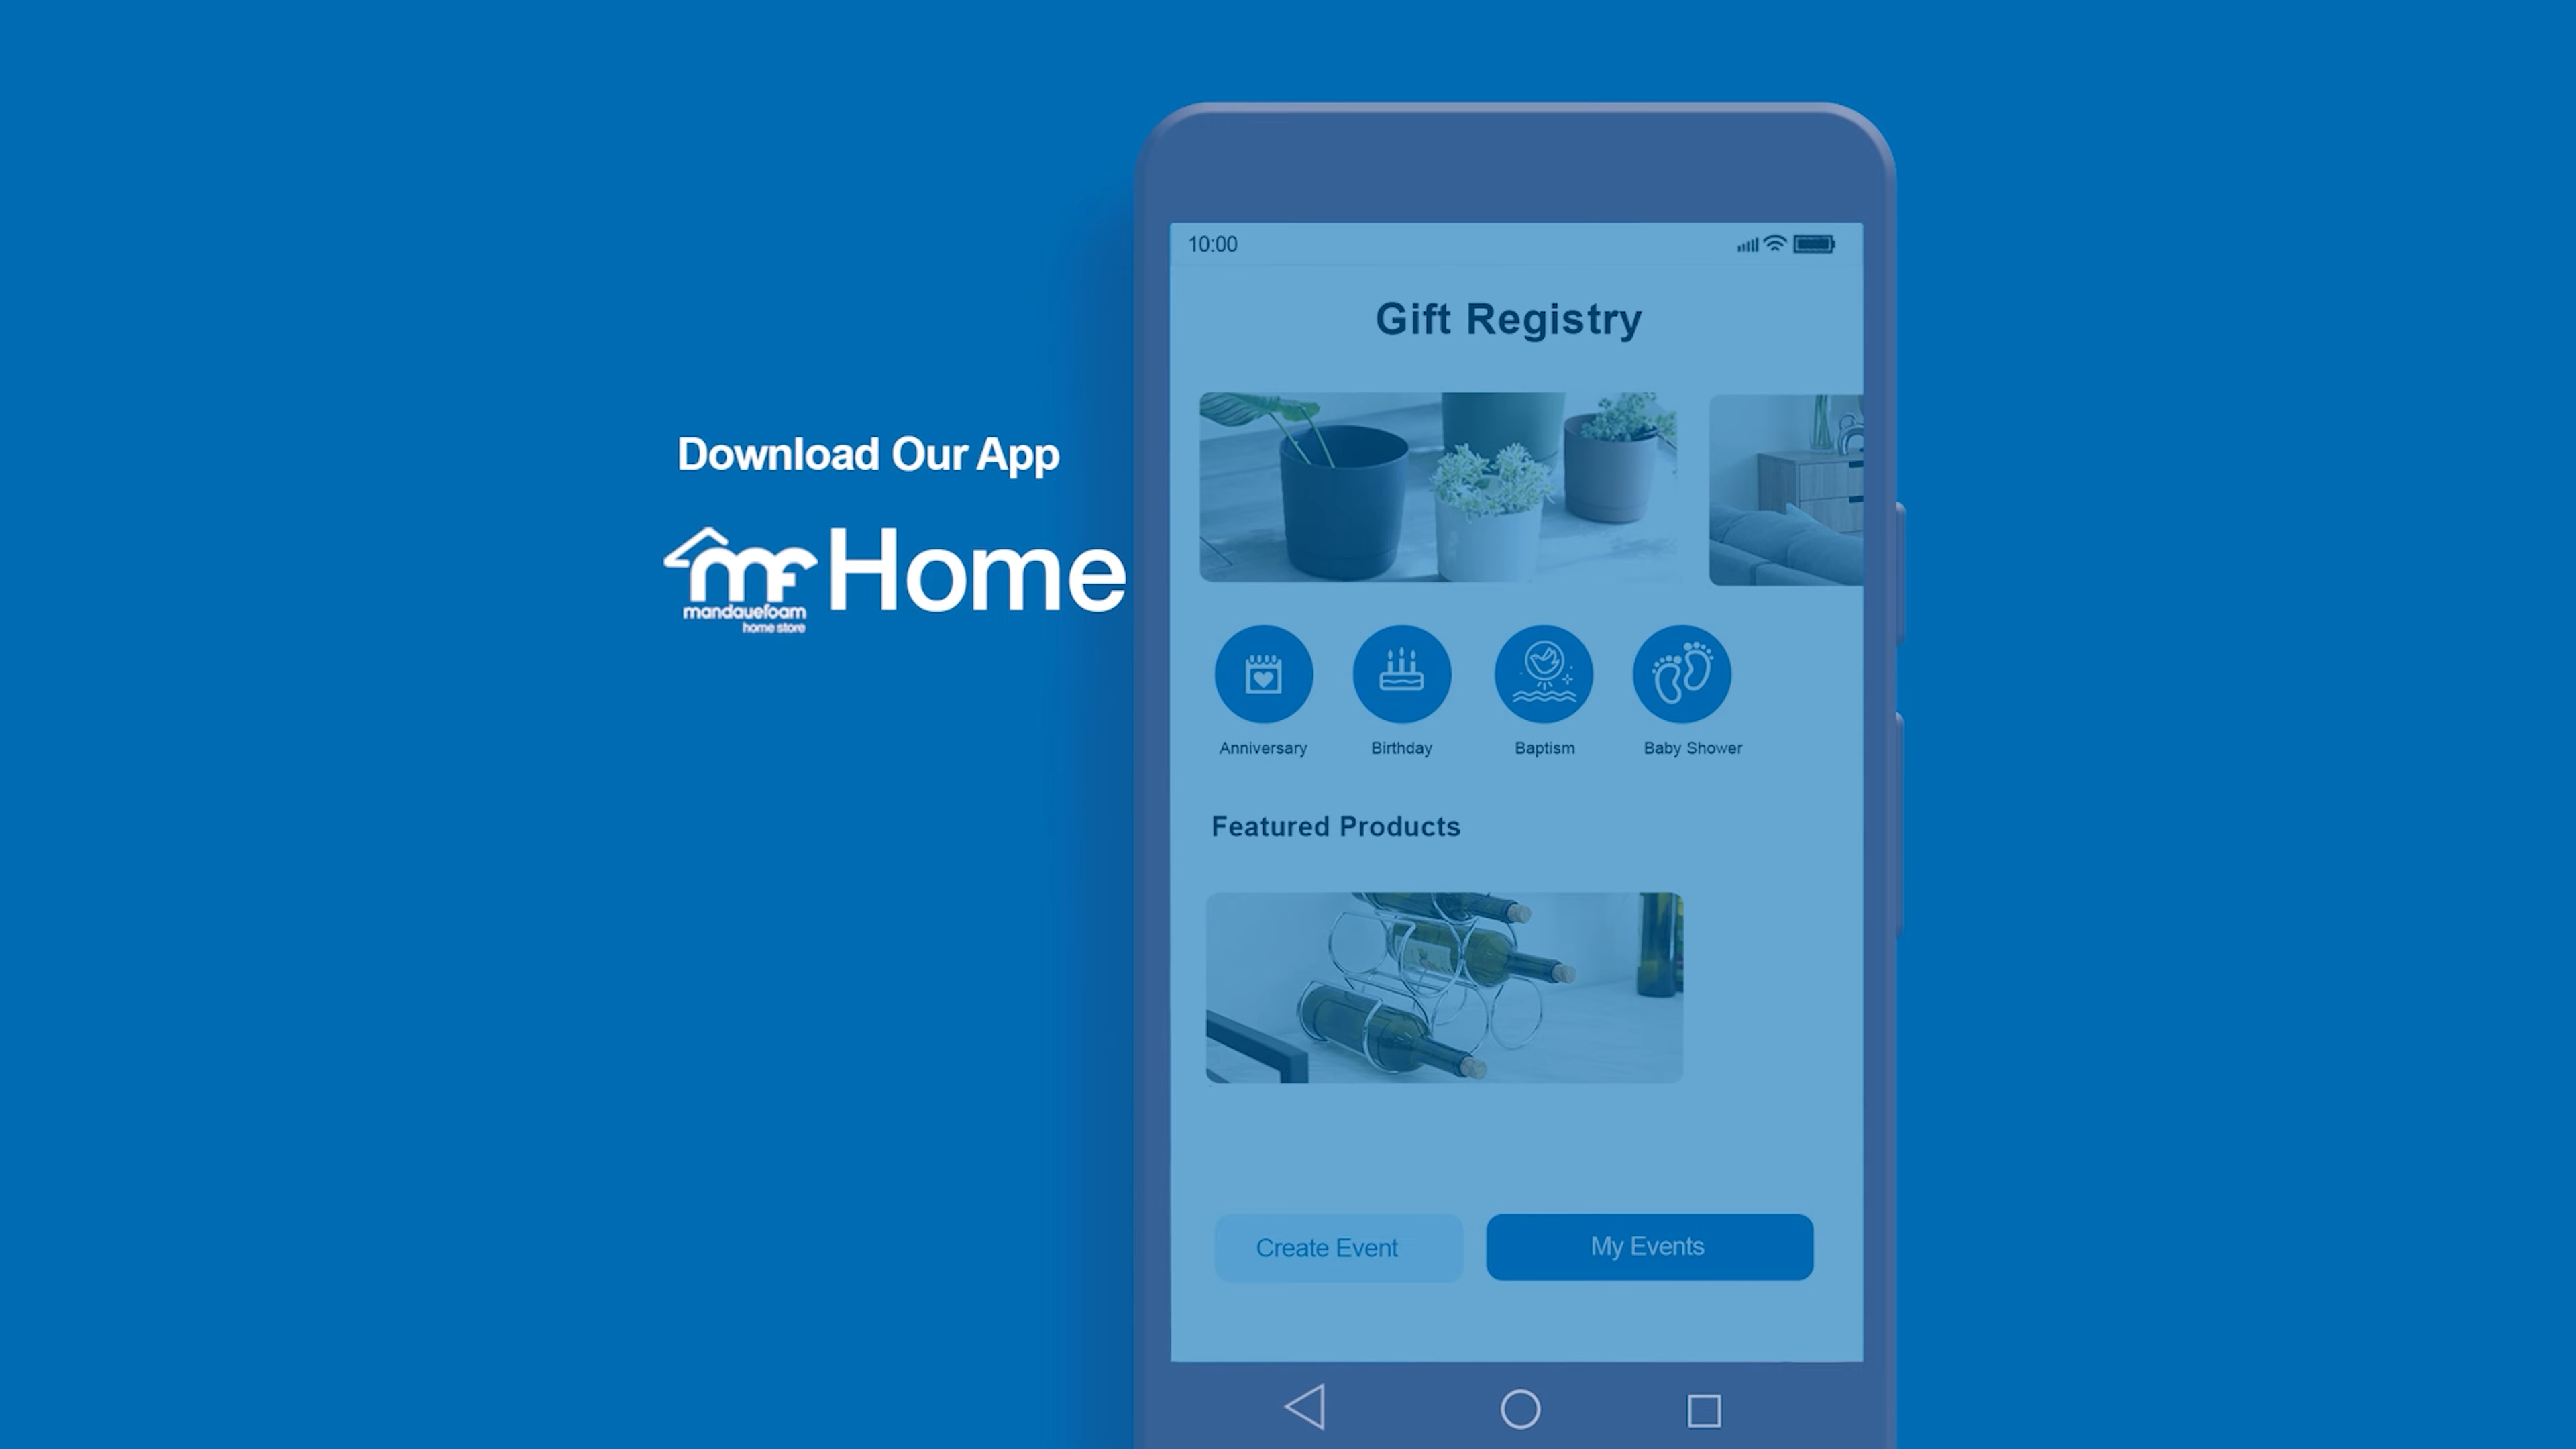 Download Our App
mf Home
mandauefoam
home store
10:00
Gift Registry
Anniversary
Birthday
Baptism
Baby Shower
Featured Products
Create Event
My Events